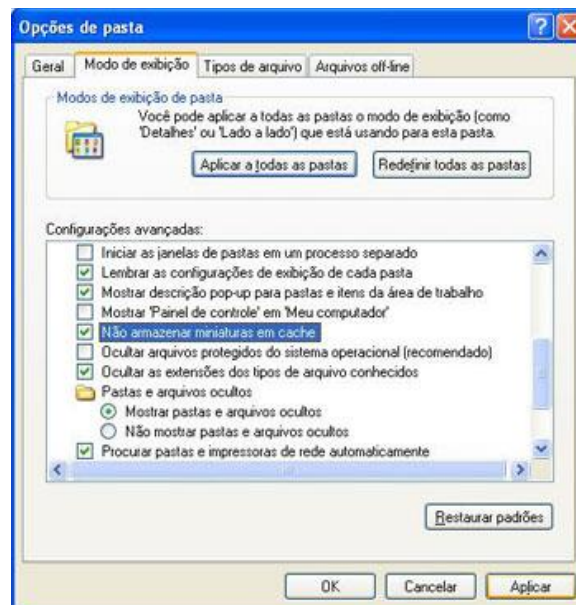 Opções de pasta
Geral
Modo de exibição
Tipos de arquivo
Arquivos off-line
Modos de exibição de pasta
Você pode aplicar a todas as pastas o modo de exibição (como
'Detalhes' ou 'Lado a lado') que está usando para esta pasta.
Aplicar a todas as pastas
Redefinir todas as pastas
Configurações avançadas:
Iniciar as janelas de pastas em um processo separado
Lembrar as configurações de exibição de cada pasta
Mostrar descrição pop-up para pastas e itens da área de trabalho
Mostrar 'Painel de controle' em 'Meu computador'
Não armazenar miniaturas em cache
Ocultar arquivos protegidos do sistema operacional (recomendado)
Ocultar as extensões dos tipos de arquivo conhecidos
Pastas e arquivos ocultos
Mostrar pastas e arquivos ocultos
Não mostrar pastas e arquivos ocultos
Procurar pastas e impressoras de rede automaticamente
Restaurar padrões
OK
Cancelar
Aplicar